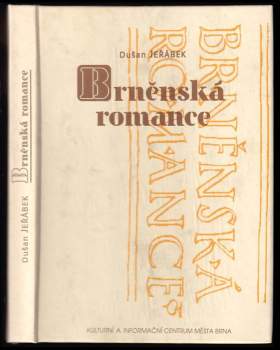 Dušan JEŘÁBEK
Brněnská romance
Dušan JEŘÁBEK
Brněnská
romance
BRNĚNSKÁ
ROMANCE
KULTURNÍ A INFORMAČNÍ CENTRUM MĚSTA BRNA